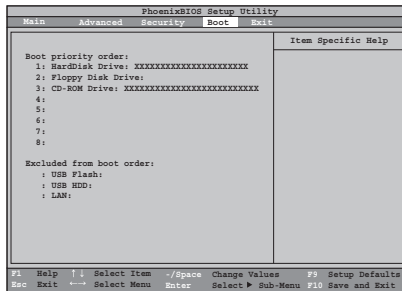 PhoenixBIOS Setup Utility
Main Advanced Security Boot Exit
Item Specific Help
Boot priority order:
1: HardDisk Drive: XXXXXXXXXXXXXXXXXXXXXX
2: Floppy Disk Drive:
3: CD-ROM Drive: XXXXXXXXXXXXXXXXXXXXXXXXXX
4:
5:
6:
7:
8:
Excluded from boot order:
: USB Flash:
: USB HDD:
: LAN:
F1 Help ↑↓ Select Item -/Space Change Values F9 Setup Defaults
Esc Exit ←→ Select Menu Enter Select ▶ Sub-Menu F10 Save and Exit